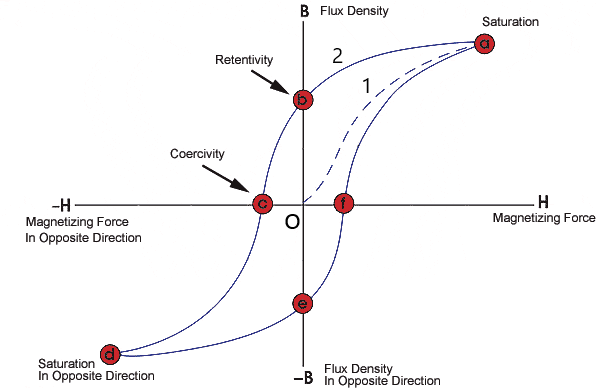 B Flux Density
Saturation
a
2
Retentivity
1
b
Coercivity
–H
c
f
H
Magnetizing Force
In Opposite Direction
O
Magnetizing Force
e
d
Saturation
In Opposite Direction
–B
Flux Density
In Opposite Direction